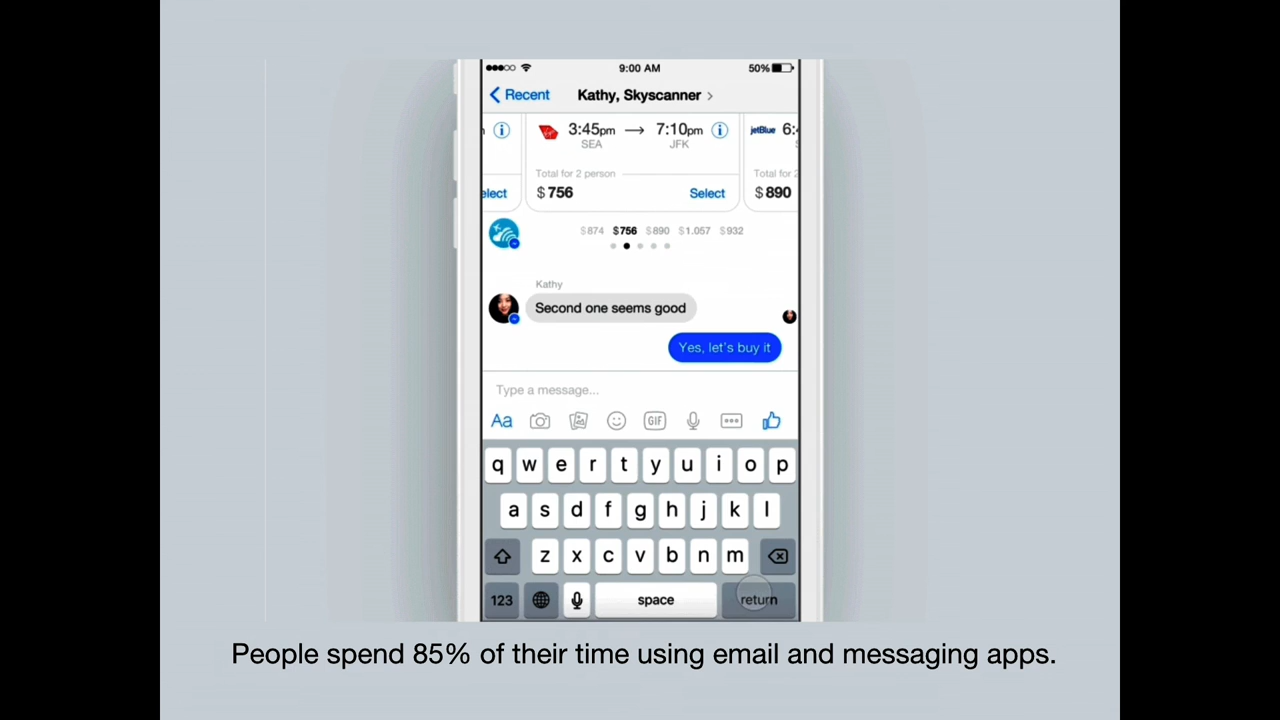 9:00 AM
50%
Recent
Kathy, Skyscanner >
3:45pm → 7:10pm
jetBlue
SEA
JFK
Total for 2 person
Total for 2
elect
$756
Select
$890
$874 $756 $890 $1.057 $932
Kathy
Second one seems good
Yes, let's buy it
Type a message...
Aa
GIF
q w e r t y u i o p
a s d f g h j k l
z x c v b n m
123
space
return
People spend 85% of their time using email and messaging apps.